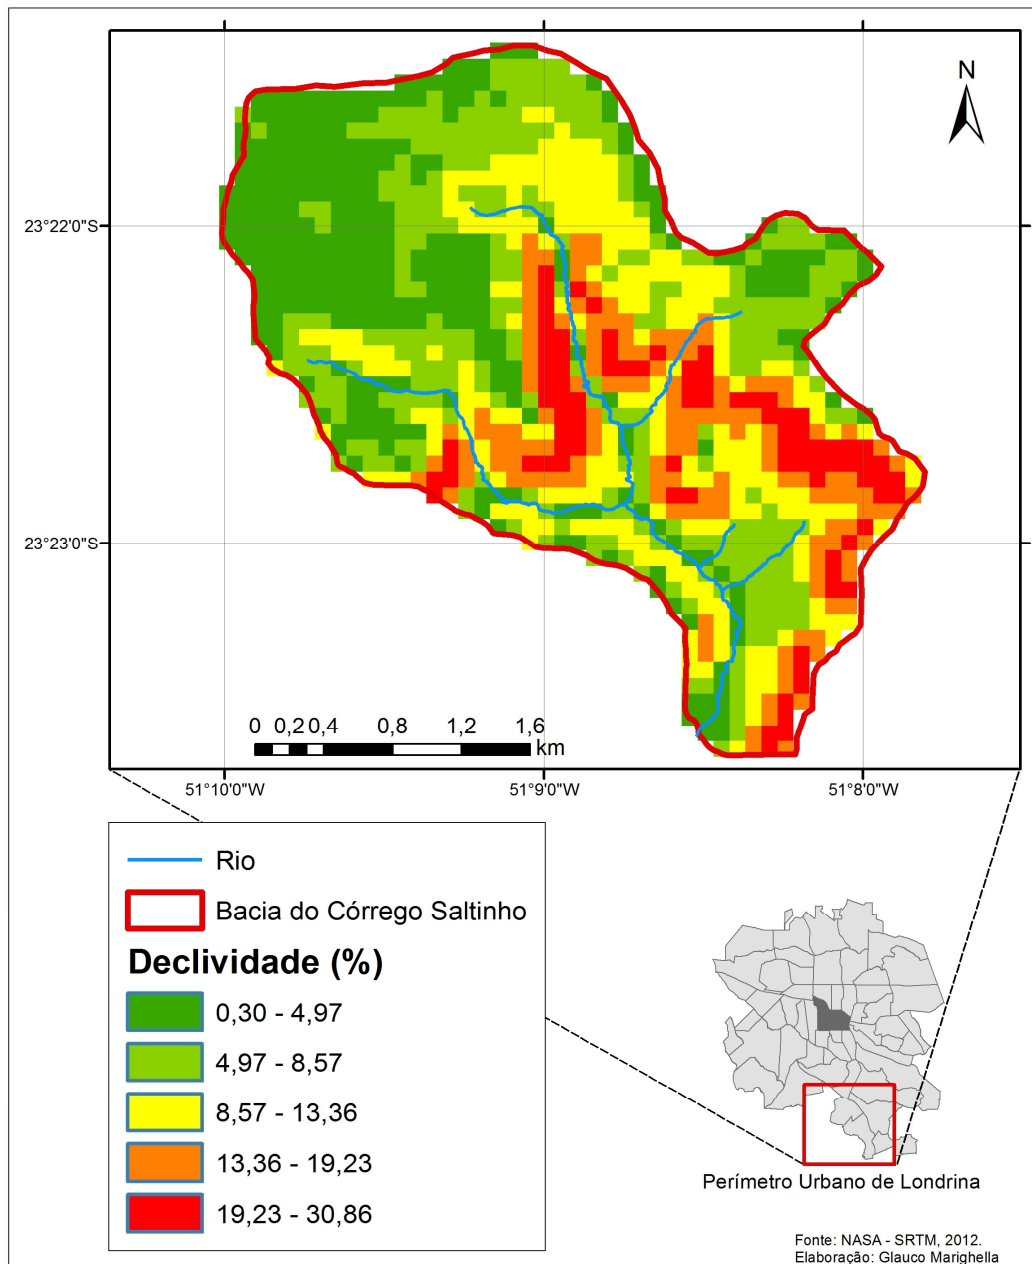 N
23°22'0"S
23°23'0"S
0 0,20,4 0,8 1,2 1,6
km
51°10'0"W 51°9'0"W 51°8'0"W
Rio
Bacia do Córrego Saltinho
Declividade (%)
0,30 - 4,97
4,97 - 8,57
8,57 - 13,36
13,36 - 19,23
19,23 - 30,86
Perímetro Urbano de Londrina
Fonte: NASA - SRTM, 2012.
Elaboração: Glauco Marighella